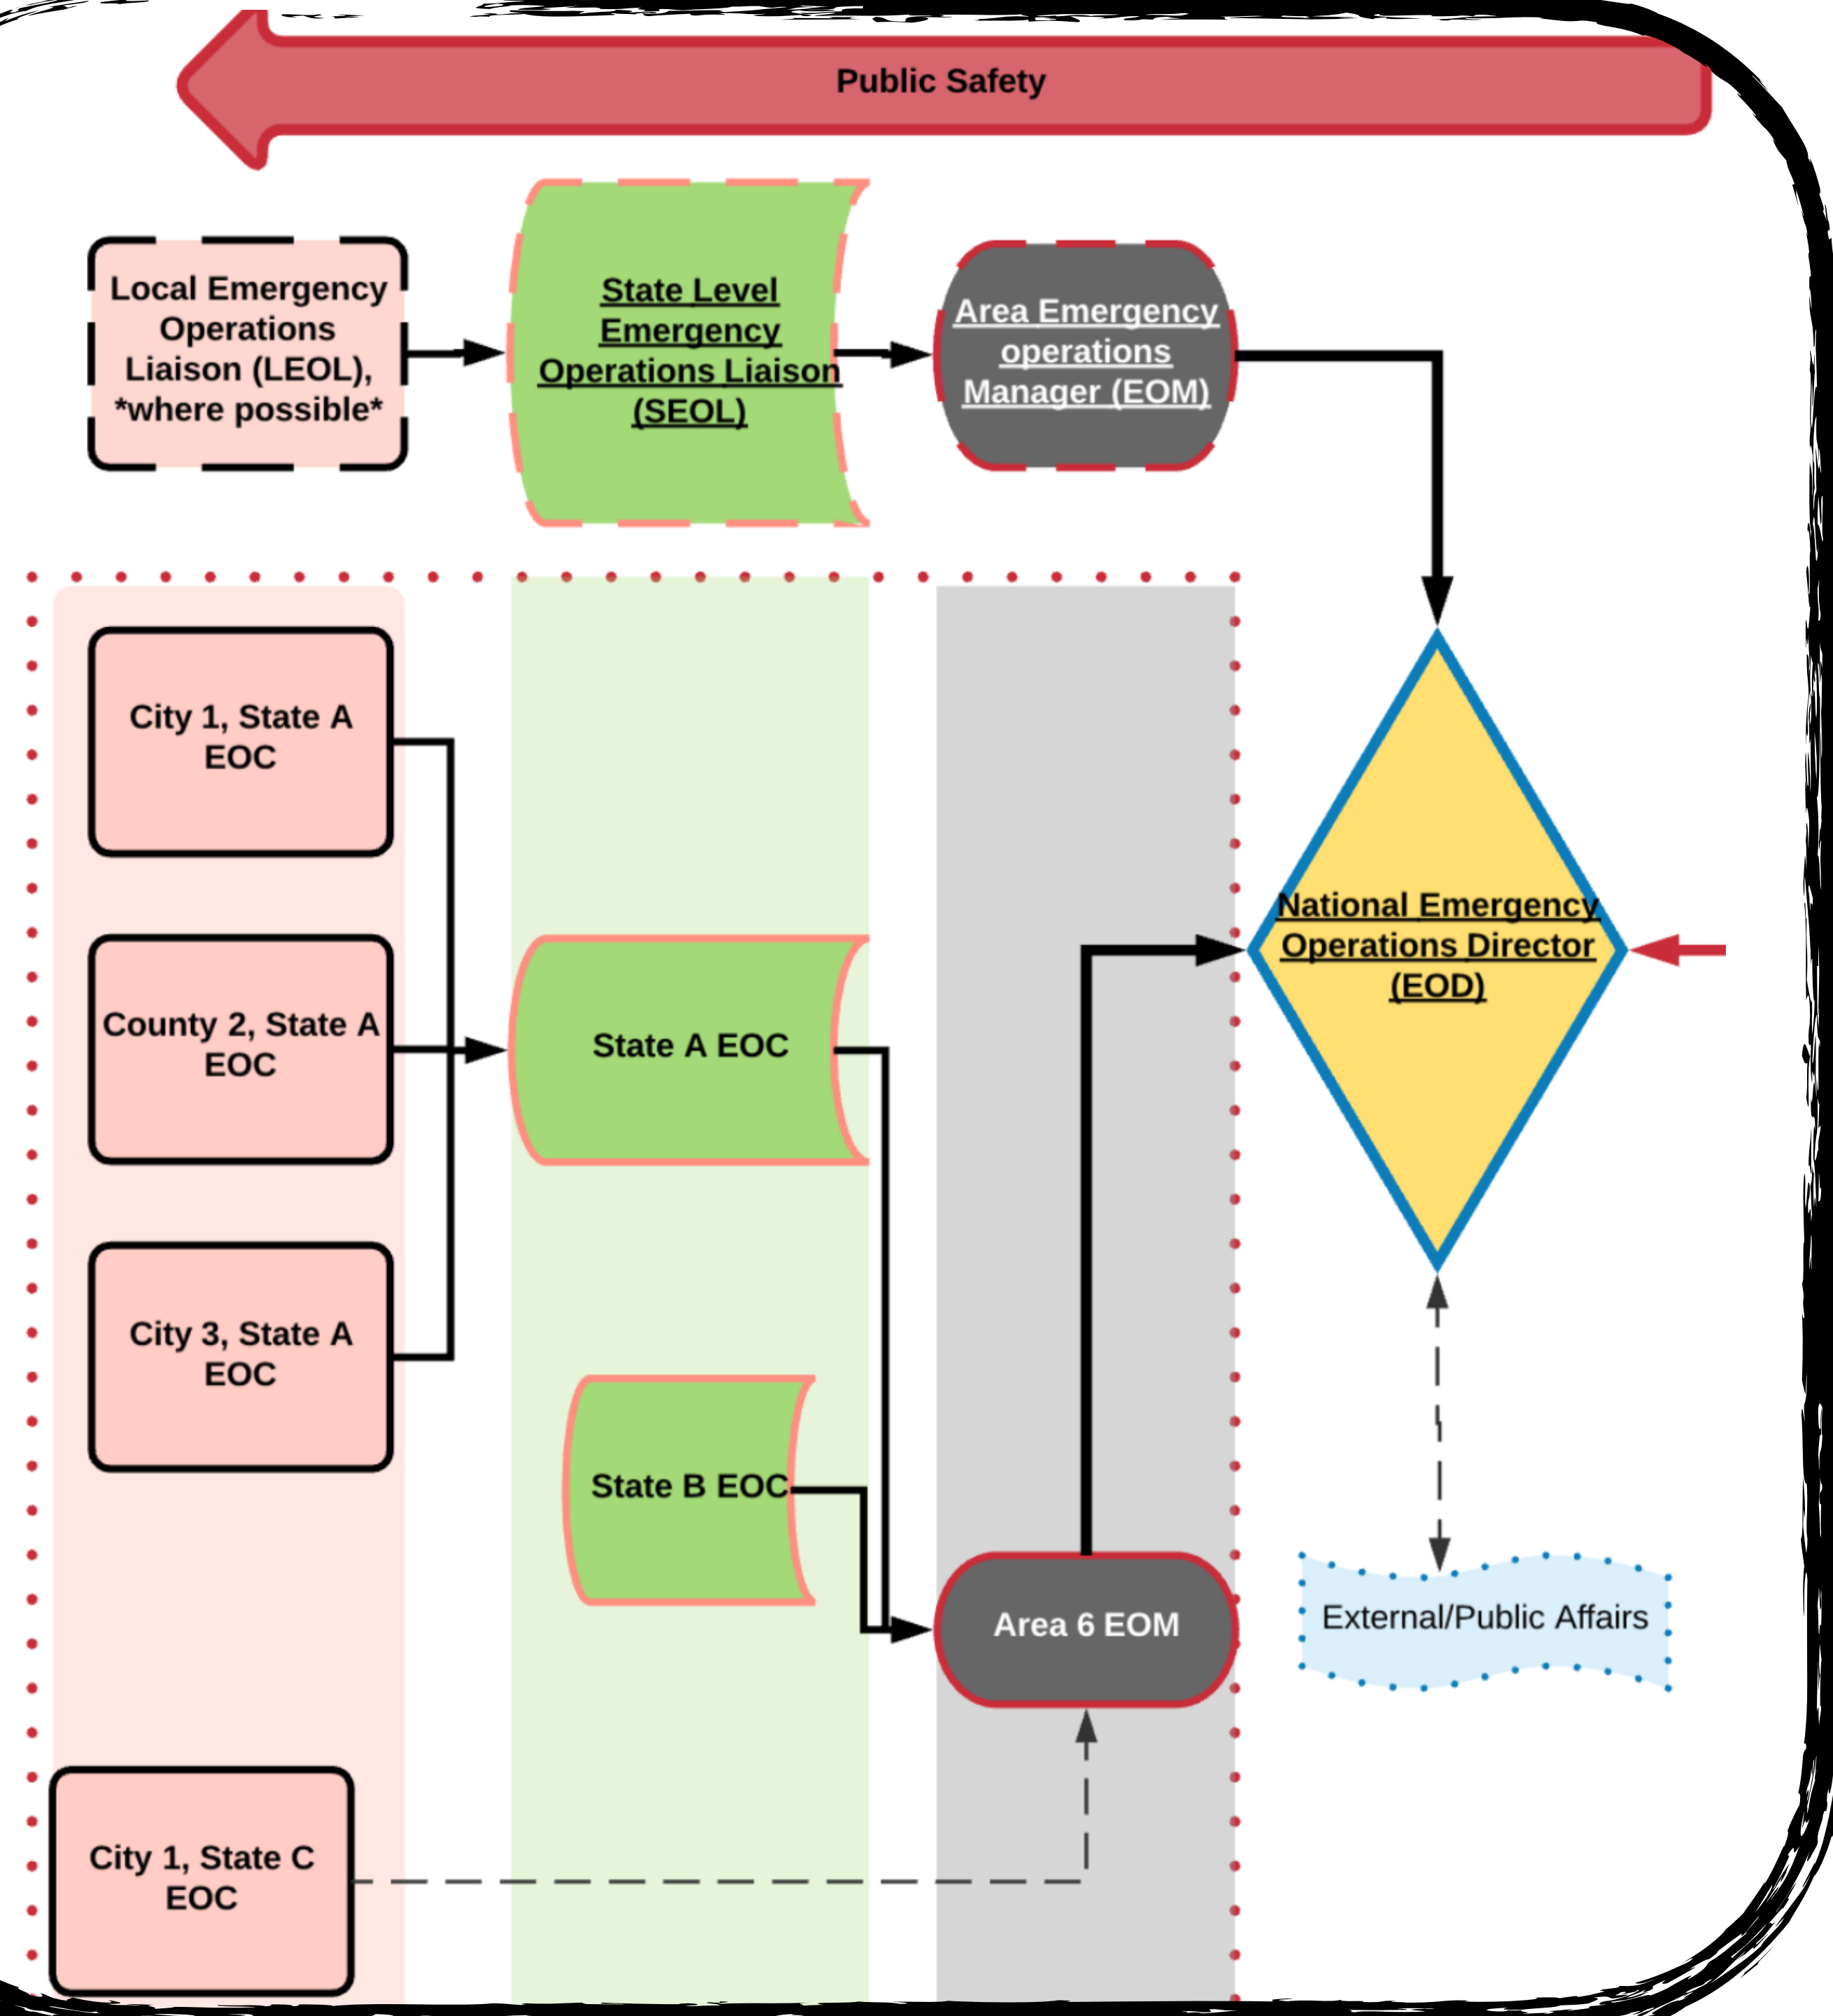 Public Safety
Local Emergency
Operations
Liaison (LEOL),
*where possible*
State Level
Emergency
Operations Liaison
(SEOL)
Area Emergency
operations
Manager (EOM)
City 1, State A
EOC
County 2, State A
EOC
City 3, State A
EOC
State A EOC
State B EOC
National Emergency
Operations Director
(EOD)
Area 6 EOM
External/Public Affairs
City 1, State C
EOC